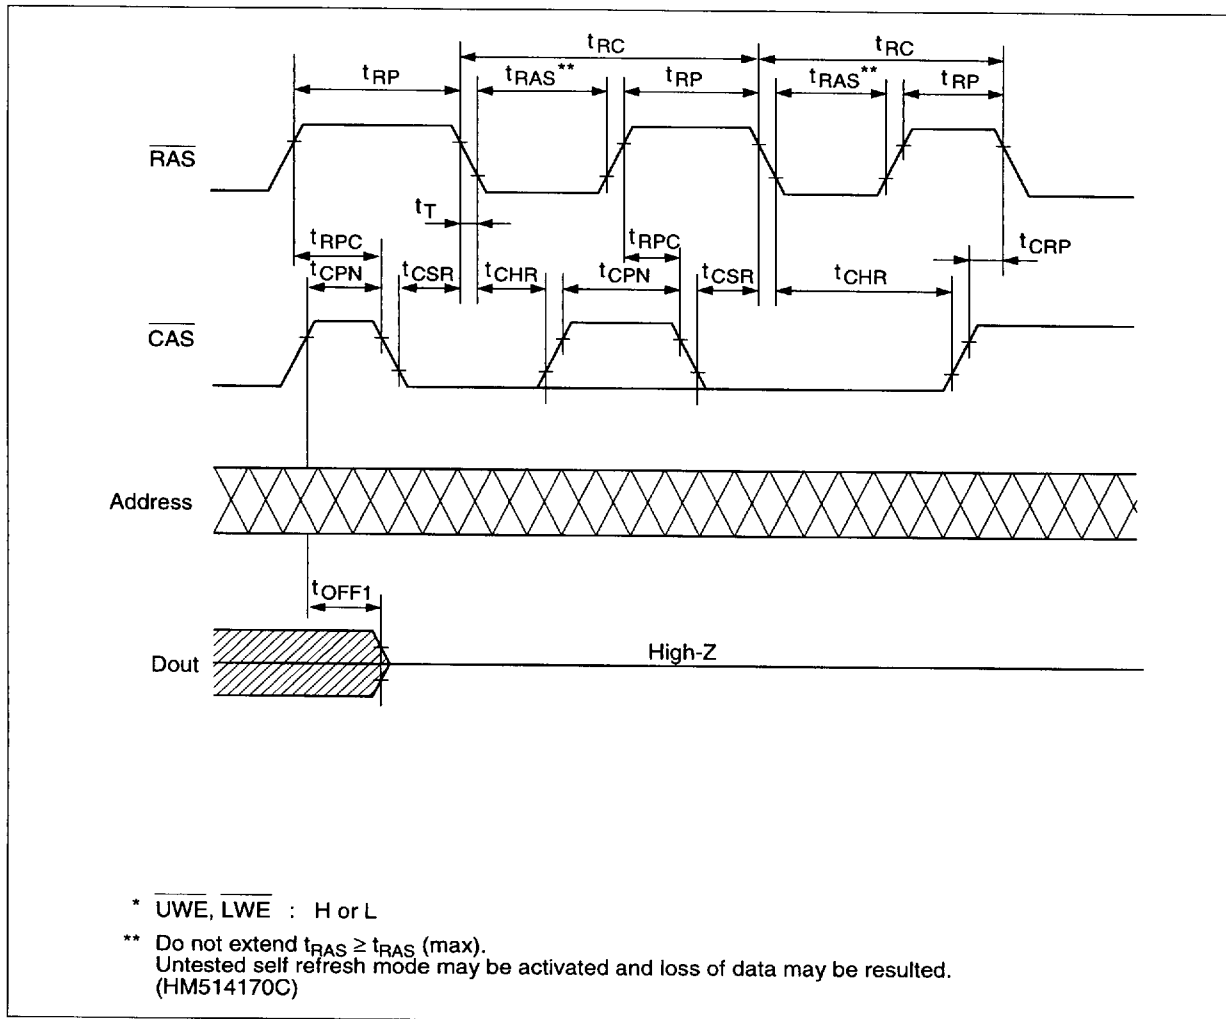 tRC tRC
tRP tRAS** tRP tRAS** tRP
RAS
tT
tRPC tRPC tCRP
tCPN tCSR tCHR tCPN tCSR tCHR
CAS
Address
tOFF1
Dout High-Z
* UWE, LWE : H or L
** Do not extend tRAS ≥ tRAS (max).
Untested self refresh mode may be activated and loss of data may be resulted.
(HM514170C)